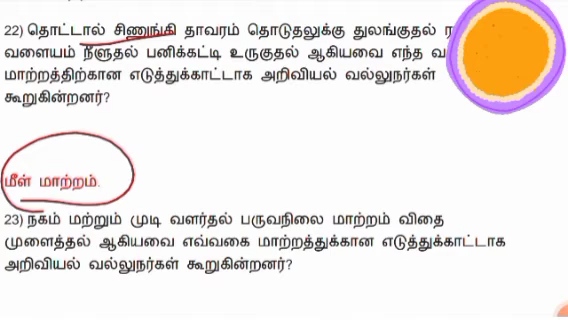 22) தொட்டால் சிணுங்கி தாவரம் தொடுதலுக்கு துலங்குதல்
வளையம் நீளுதல் பனிக்கட்டி உருகுதல் ஆகியவை எந்த
மாற்றத்திற்கான எடுத்துக்காட்டாக அறிவியல் வல்லுநர்கள்
கூறுகின்றனர்?
மீள் மாற்றம்.
23) நகம் மற்றும் முடி வளர்தல் பருவநிலை மாற்றம் விதை
முளைத்தல் ஆகியவை எவ்வகை மாற்றத்துக்கான எடுத்துக்காட்டாக
அறிவியல் வல்லுநர்கள் கூறுகின்றனர்?